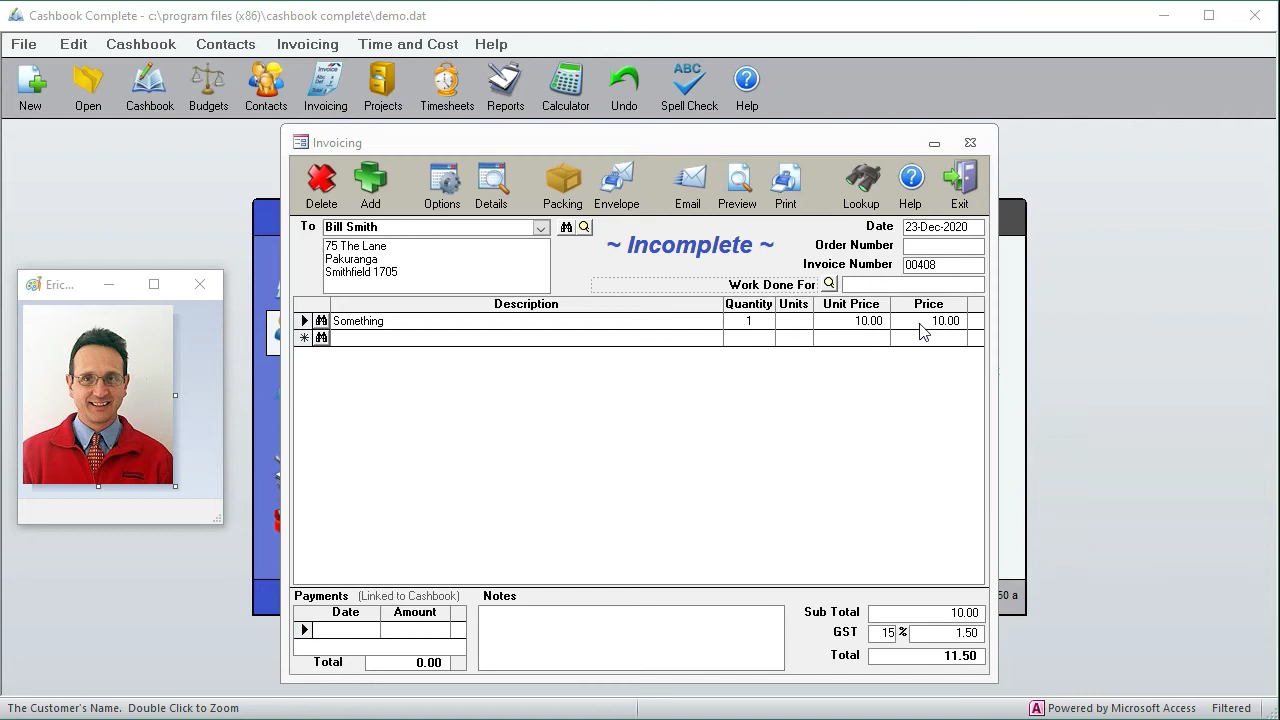 Cashbook Complete - c:\program files (x86)\cashbook complete\demo.dat
File Edit Cashbook Contacts Invoicing Time and Cost Help
New Open Cashbook Budgets Contacts Invoicing Projects Timesheets Reports Calculator Undo Spell Check Help
Invoicing
Delete Add Options Details Packing Envelope Email Preview Print Lookup Help Exit
To Bill Smith
75 The Lane
Pakuranga
Smithfield 1705
~ Incomplete ~
Date 23-Dec-2020
Order Number
Invoice Number 00408
Work Done For
Description Quantity Units Unit Price Price
Something 1 10.00 10.00
Eric...
Payments (Linked to Cashbook) Notes
Date Amount
Total 0.00
Sub Total 10.00
GST 15 % 1.50
Total 11.50
50 a
The Customer's Name. Double Click to Zoom
Powered by Microsoft Access Filtered